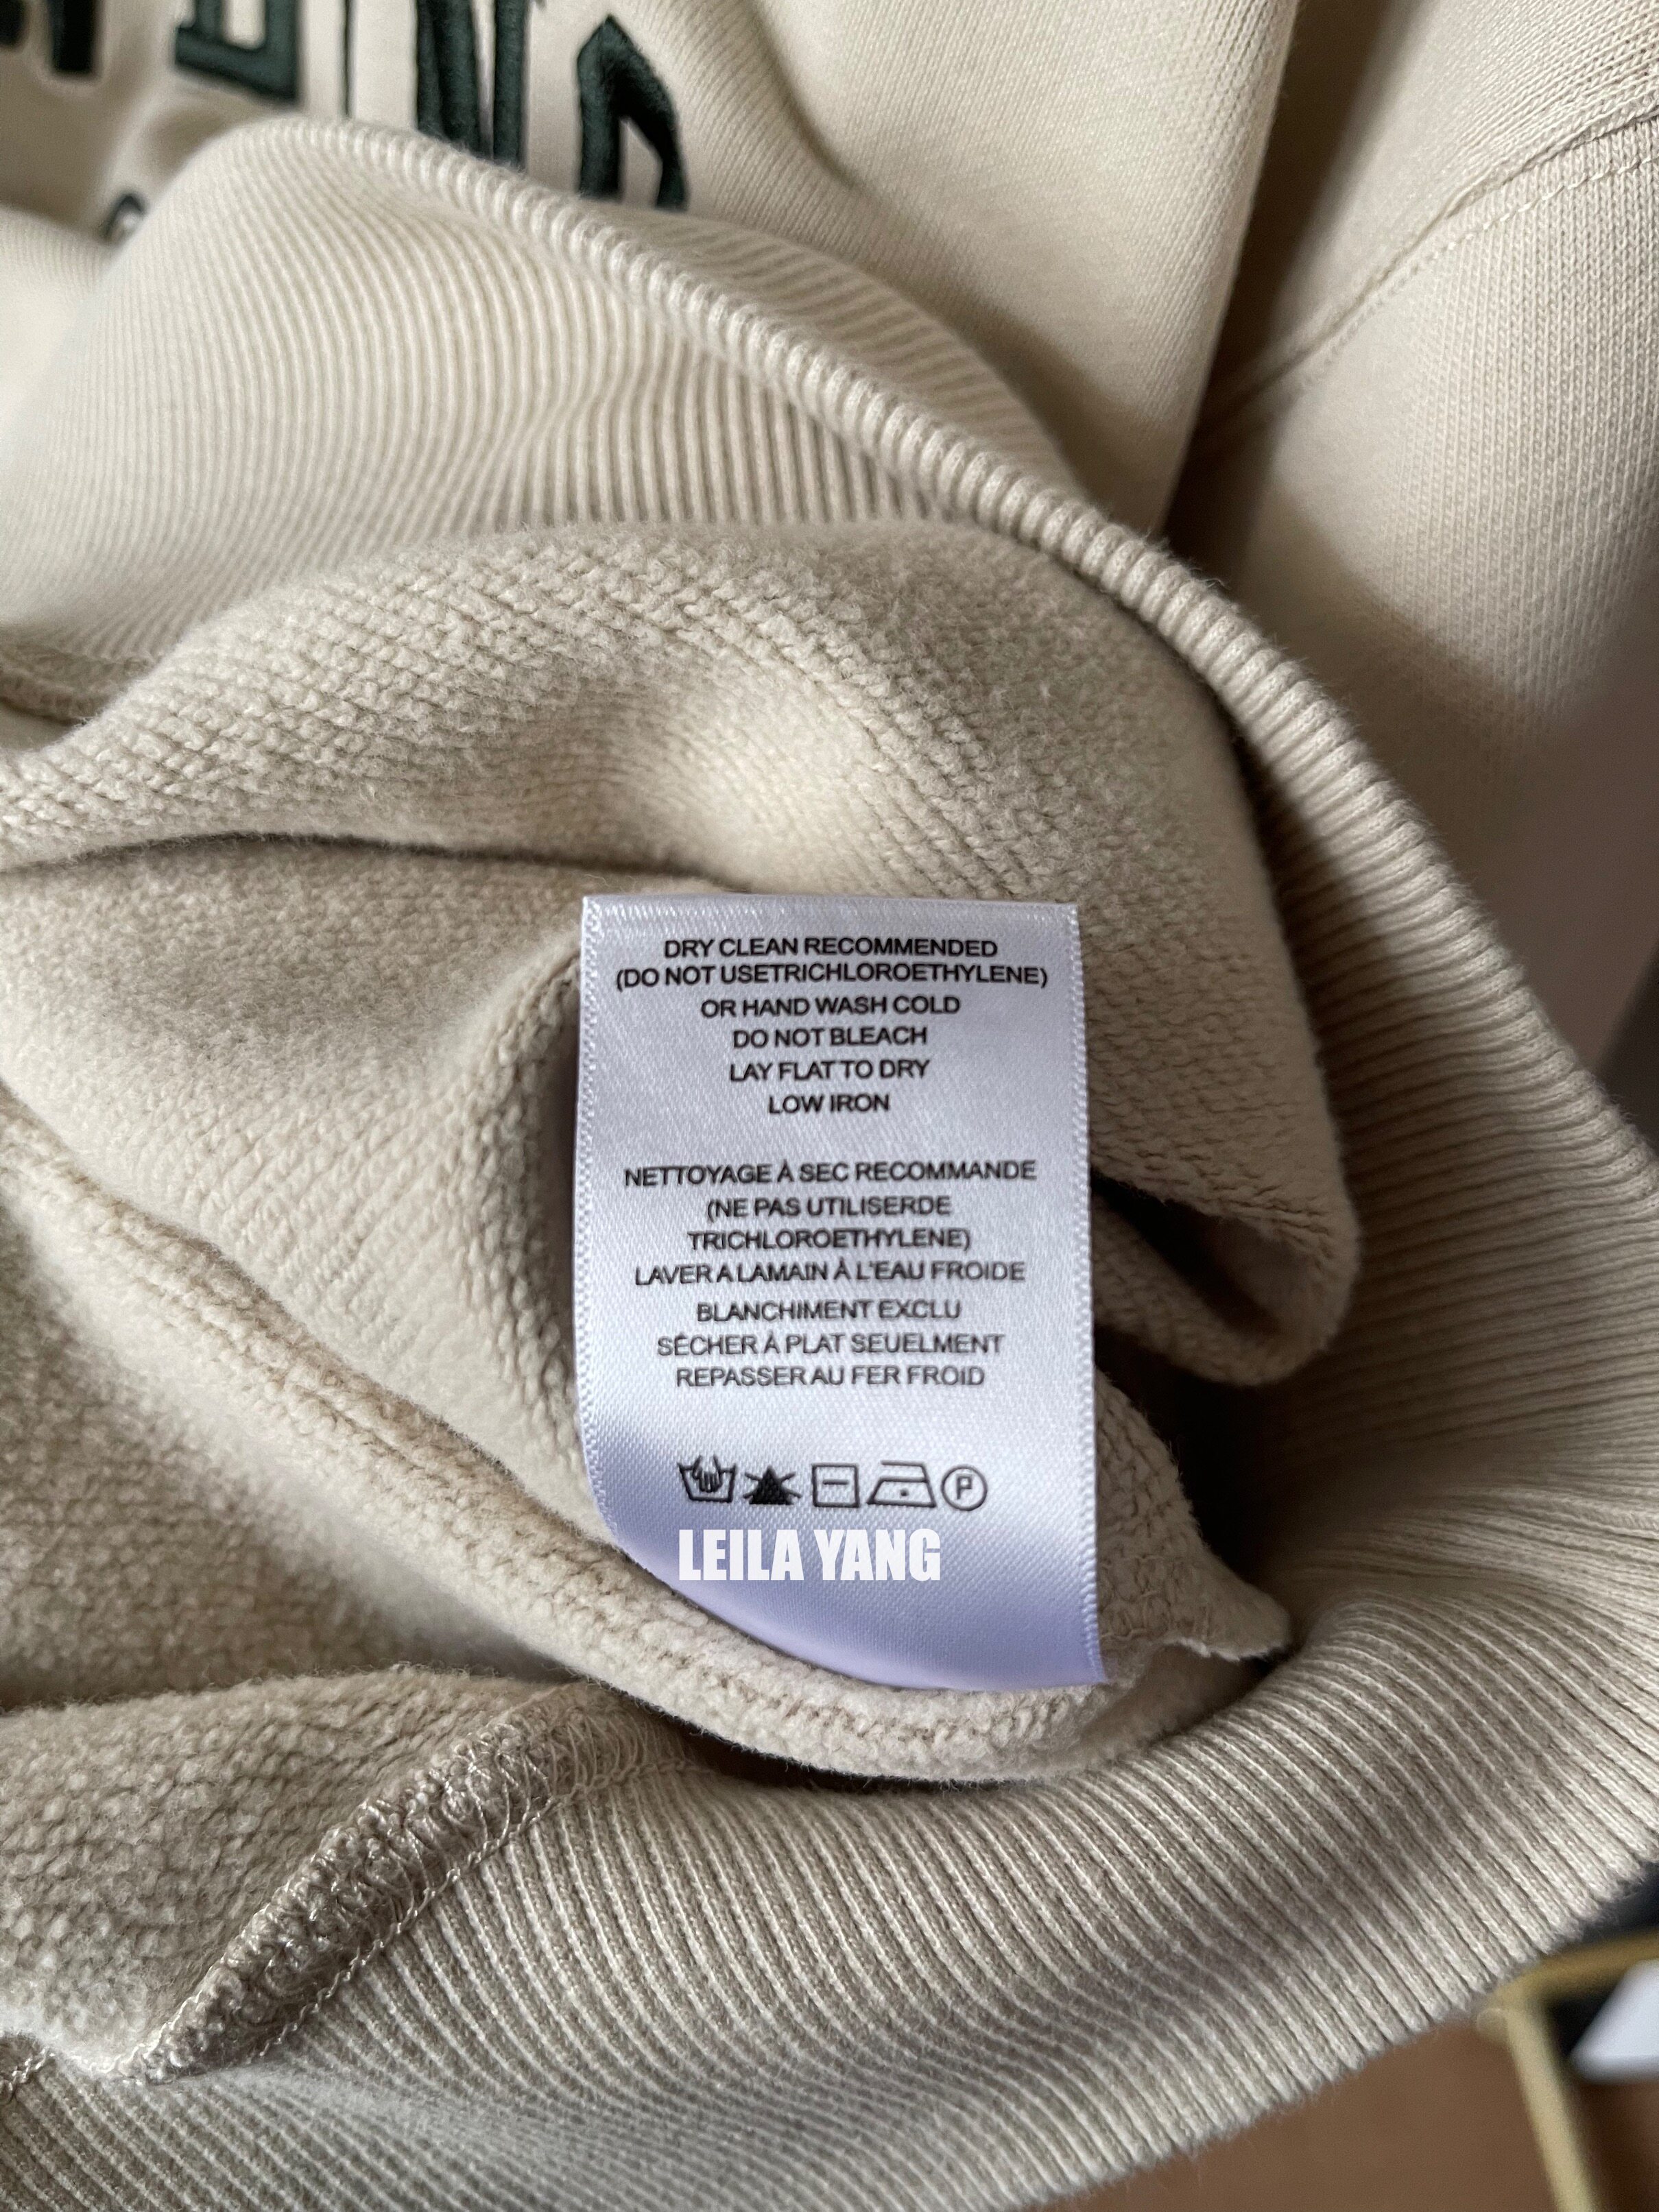 DRY CLEAN RECOMMENDED
(DO NOT USETRICHLOROETHYLENE)
OR HAND WASH COLD
DO NOT BLEACH
LAY FLAT TO DRY
LOW IRON
NETTOYAGE À SEC RECOMMANDE
(NE PAS UTILISERDE
TRICHLOROETHYLENE)
LAVER A LAMAIN À L'EAU FROIDE
BLANCHIMENT EXCLU
SÉCHER À PLAT SEUELMENT
REPASSER AU FER FROID
P
LEILA YANG